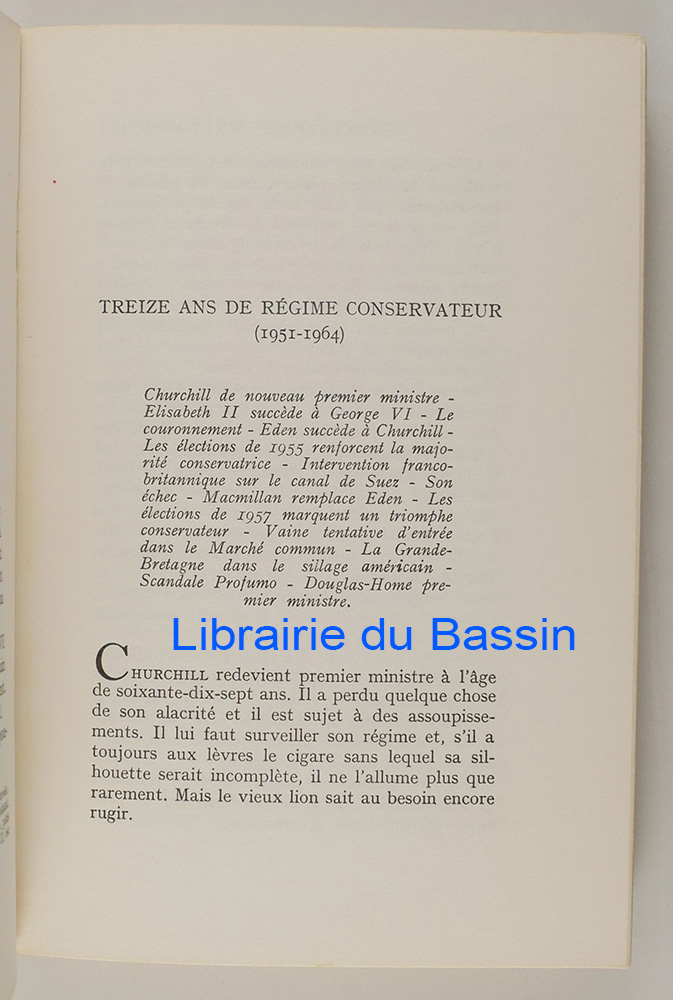 TREIZE ANS DE RÉGIME CONSERVATEUR
(1951-1964)
Churchill de nouveau premier ministre -
Elisabeth II succède à George VI - Le
couronnement - Eden succède à Churchill -
Les élections de 1955 renforcent la majo-
rité conservatrice - Intervention franco-
britannique sur le canal de Suez - Son
échec - Macmillan remplace Eden - Les
élections de 1957 marquent un triomphe
conservateur - Vaine tentative d'entrée
dans le Marché commun - La Grande-
Bretagne dans le sillage américain -
Scandale Profumo - Douglas-Home pre-
mier ministre.
Librairie du Bassin
CHURCHILL redevient premier ministre à l'âge
de soixante-dix-sept ans. Il a perdu quelque chose
de son alacrité et il est sujet à des assoupisse-
ments. Il lui faut surveiller son régime et, s'il a
toujours aux lèvres le cigare sans lequel sa sil-
houette serait incomplète, il ne l'allume plus que
rarement. Mais le vieux lion sait au besoin encore
rugir.